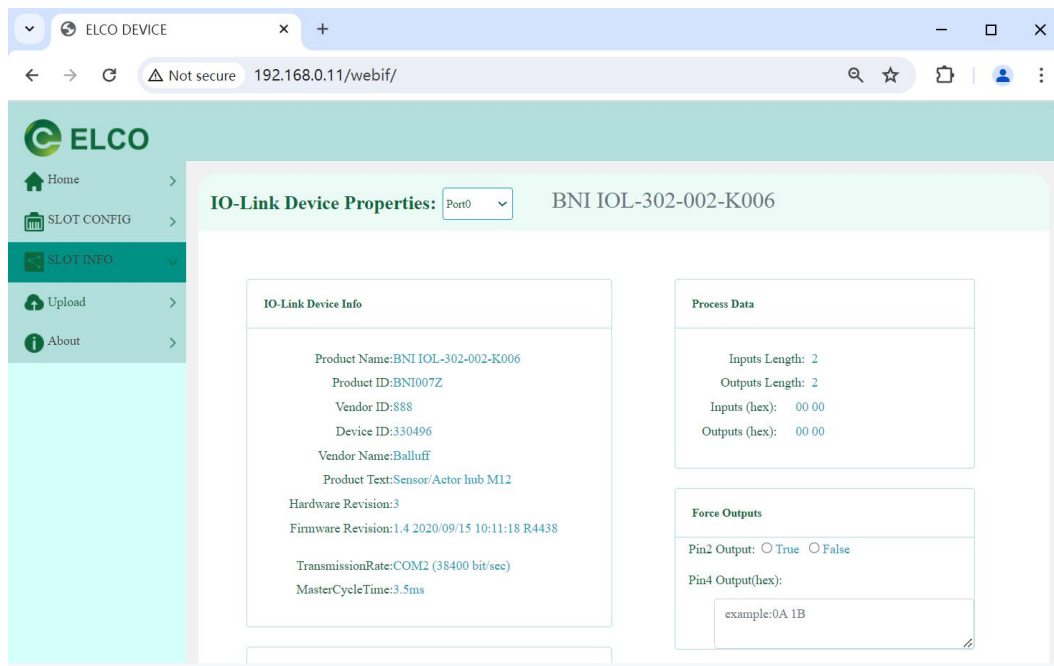 ELCO DEVICE
Not secure 192.168.0.11/webif/
ELCO
Home
SLOT CONFIG
SLOT INFO
Upload
About
IO-Link Device Properties: Port0 BNI IOL-302-002-K006
IO-Link Device Info
Product Name:BNI IOL-302-002-K006
Product ID:BNI007Z
Vendor ID:888
Device ID:330496
Vendor Name:Balluff
Product Text:Sensor/Actor hub M12
Hardware Revision:3
Firmware Revision:1.4 2020/09/15 10:11:18 R4438
TransmissionRate:COM2 (38400 bit/sec)
MasterCycleTime:3.5ms
Process Data
Inputs Length: 2
Outputs Length: 2
Inputs (hex): 00 00
Outputs (hex): 00 00
Force Outputs
Pin2 Output: True False
Pin4 Output(hex):
example:0A 1B